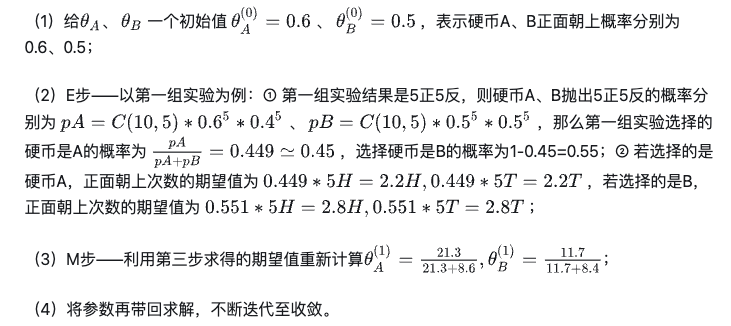 （1）给θ_A、 θ_B 一个初始值 θ_A^{(0)} = 0.6 、 θ_B^{(0)} = 0.5 ，表示硬币A、B正面朝上概率分别为
0.6、0.5；
（2）E步——以第一组实验为例：① 第一组实验结果是5正5反，则硬币A、B抛出5正5反的概率分
别为 pA = C(10, 5) * 0.6^5 * 0.4^5 、 pB = C(10, 5) * 0.5^5 * 0.5^5 ，那么第一组实验选择的
硬币是A的概率为 \frac{pA}{pA+pB} = 0.449 ≃ 0.45 ，选择硬币是B的概率为1-0.45=0.55；② 若选择的是
硬币A，正面朝上次数的期望值为 0.449 * 5H = 2.2H, 0.449 * 5T = 2.2T ，若选择的是B，
正面朝上次数的期望值为 0.551 * 5H = 2.8H, 0.551 * 5T = 2.8T ；
（3）M步——利用第三步求得的期望值重新计算θ_A^{(1)} = \frac{21.3}{21.3+8.6}, θ_B^{(1)} = \frac{11.7}{11.7+8.4}；
（4）将参数再带回求解，不断迭代至收敛。